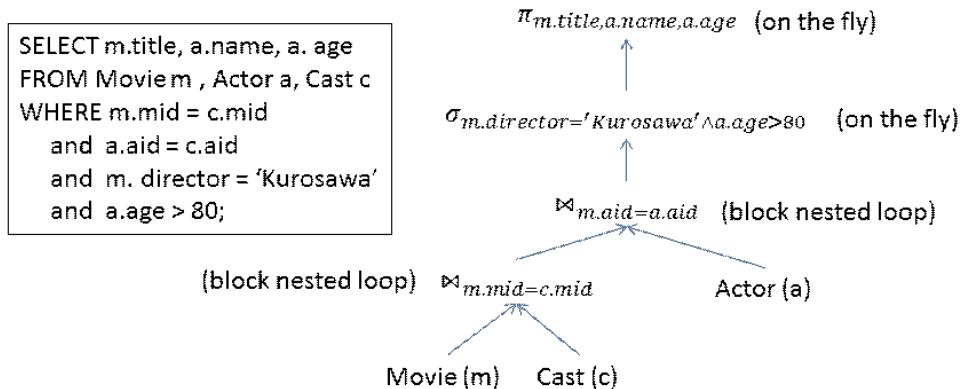 SELECT m.title, a.name, a. age
FROM Movie m , Actor a, Cast c
WHERE m.mid = c.mid
and a.aid = c.aid
and m. director = ‘Kurosawa’
and a.age > 80;
π m.title,a.name,a.age (on the fly)
σ m.director='Kurosawa'∧a.age>80 (on the fly)
⋈ m.aid=a.aid (block nested loop)
(block nested loop) ⋈ m.mid=c.mid
Actor (a)
Movie (m) Cast (c)